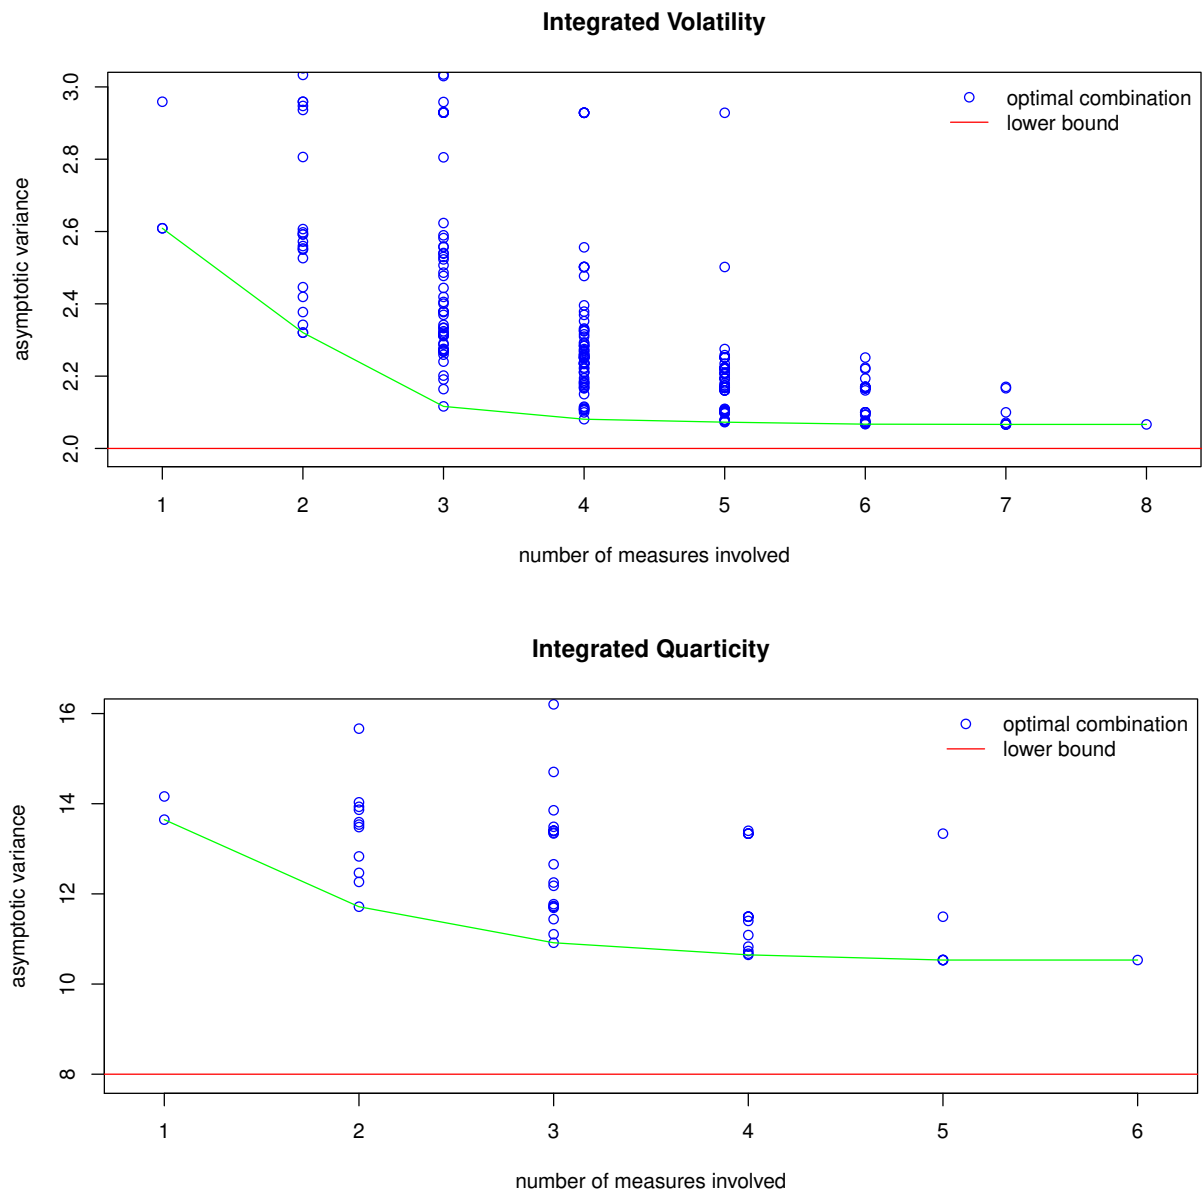 Integrated Volatility
optimal combination
lower bound
asymptotic variance
3.0
2.8
2.6
2.4
2.2
2.0
1 2 3 4 5 6 7 8
number of measures involved
Integrated Quarticity
optimal combination
lower bound
asymptotic variance
16
14
12
10
8
1 2 3 4 5 6
number of measures involved